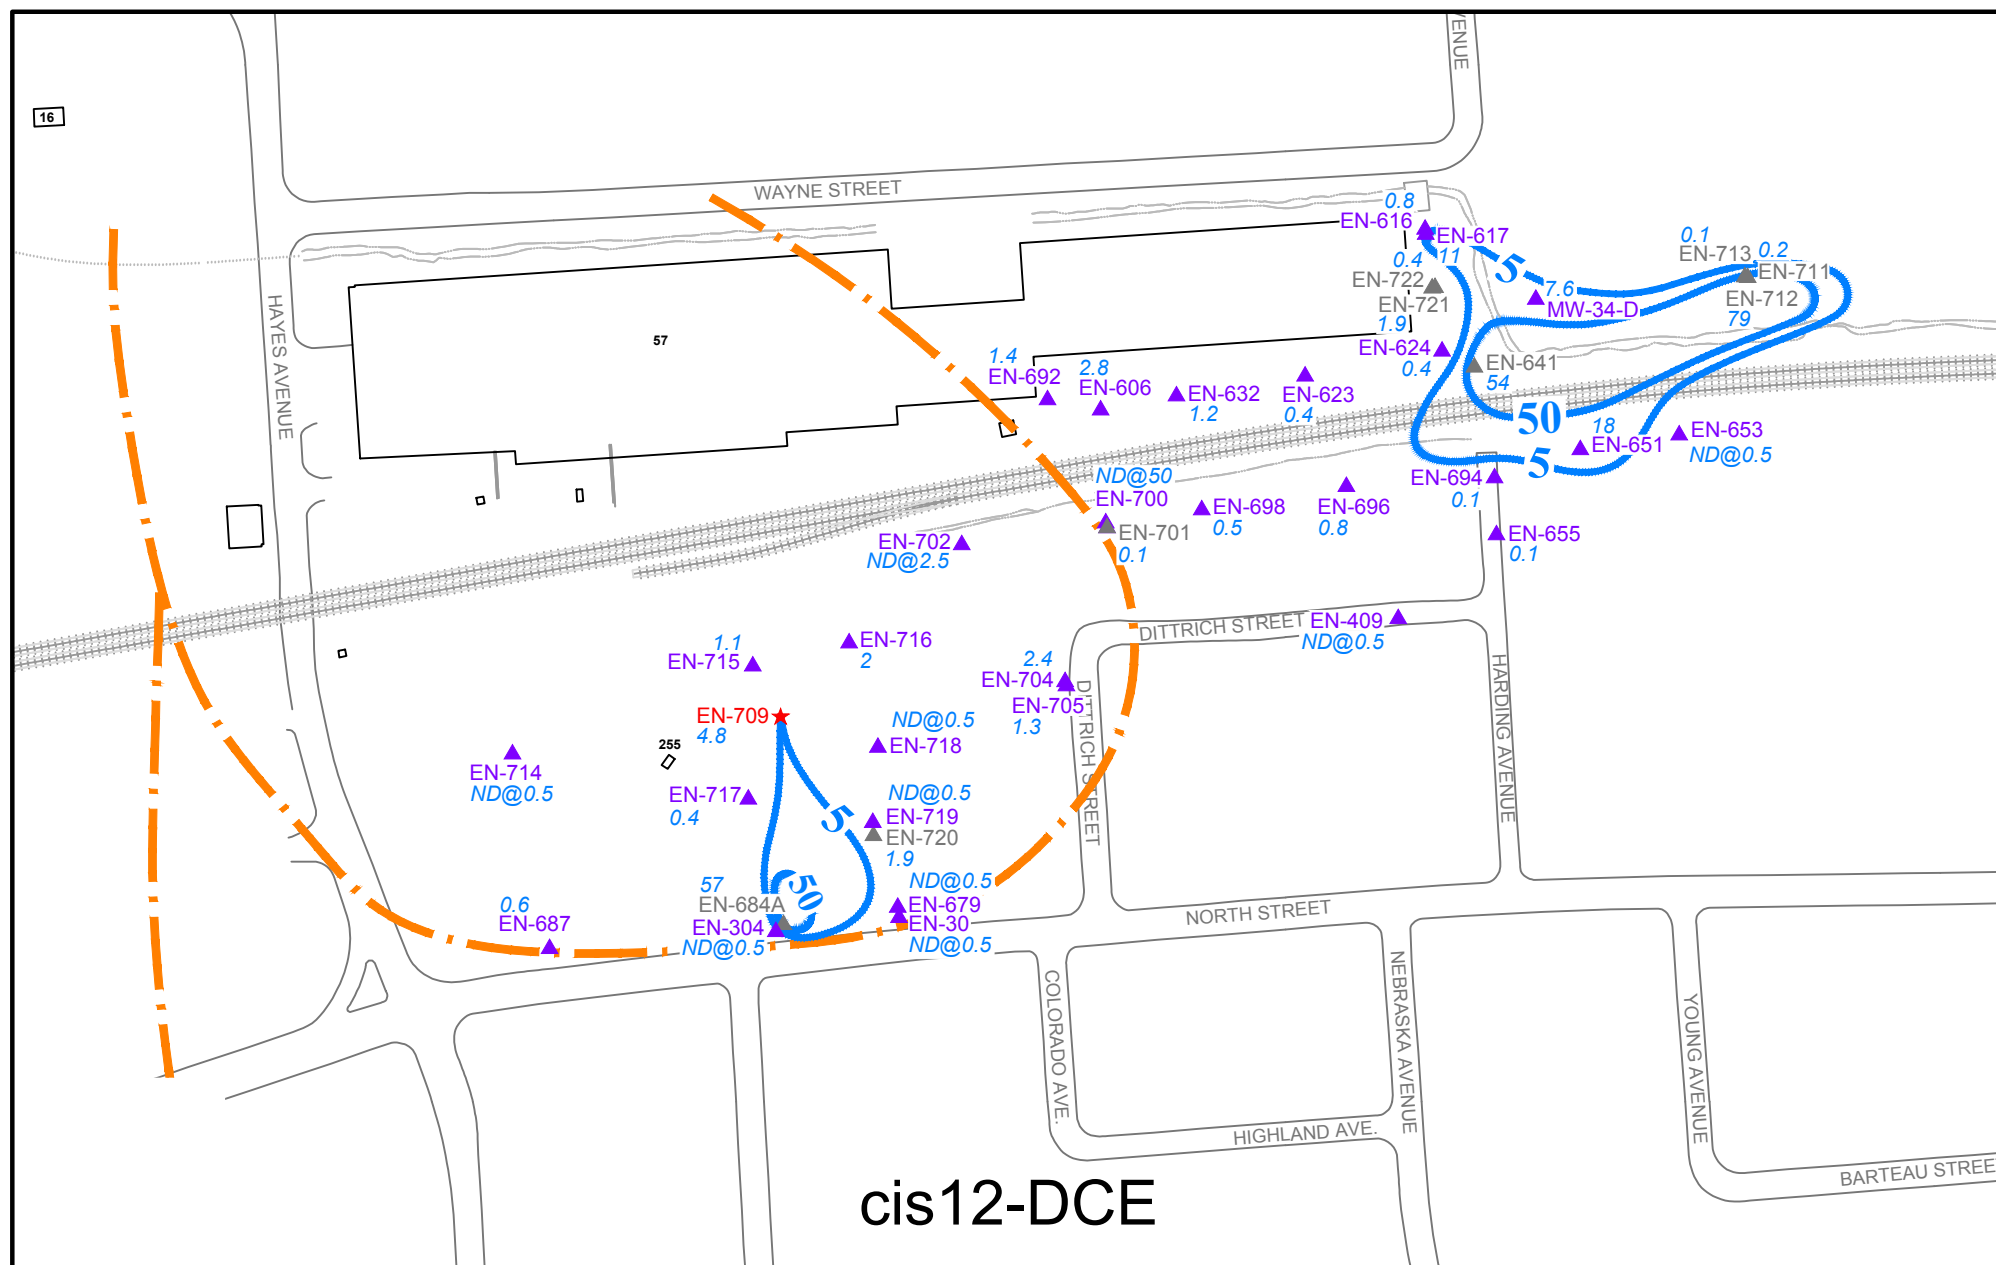 VENUE
16
WAYNE STREET
0.8
EN-616
EN-617
0.4
11
5
0.1
EN-713
0.2
EN-711
EN-712
79
EN-722
EN-721
1.9
7.6
MW-34-D
HAYES AVENUE
57
EN-624
0.4
EN-641
54
1.4
EN-692
2.8
EN-606
EN-632
1.2
EN-623
0.4
50
18
EN-651
EN-653
ND@0.5
5
EN-694
0.1
ND@50
EN-700
EN-701
0.1
EN-698
0.5
EN-696
0.8
EN-702
ND@2.5
EN-655
0.1
DITTRICH STREET
EN-409
ND@0.5
1.1
EN-715
EN-716
2
2.4
EN-704
EN-705
1.3
DITTRICH STREET
HARDING AVENUE
EN-709
4.8
ND@0.5
EN-718
255
EN-714
ND@0.5
EN-717
0.4
5
ND@0.5
EN-719
EN-720
1.9
57
EN-684A
50
EN-304
ND@0.5
ND@0.5
EN-679
EN-30
ND@0.5
0.6
EN-687
NORTH STREET
COLORADO AVE.
NEBRASKA AVENUE
YOUNG AVENUE
HIGHLAND AVE.
BARTEAU STREE
cis12-DCE